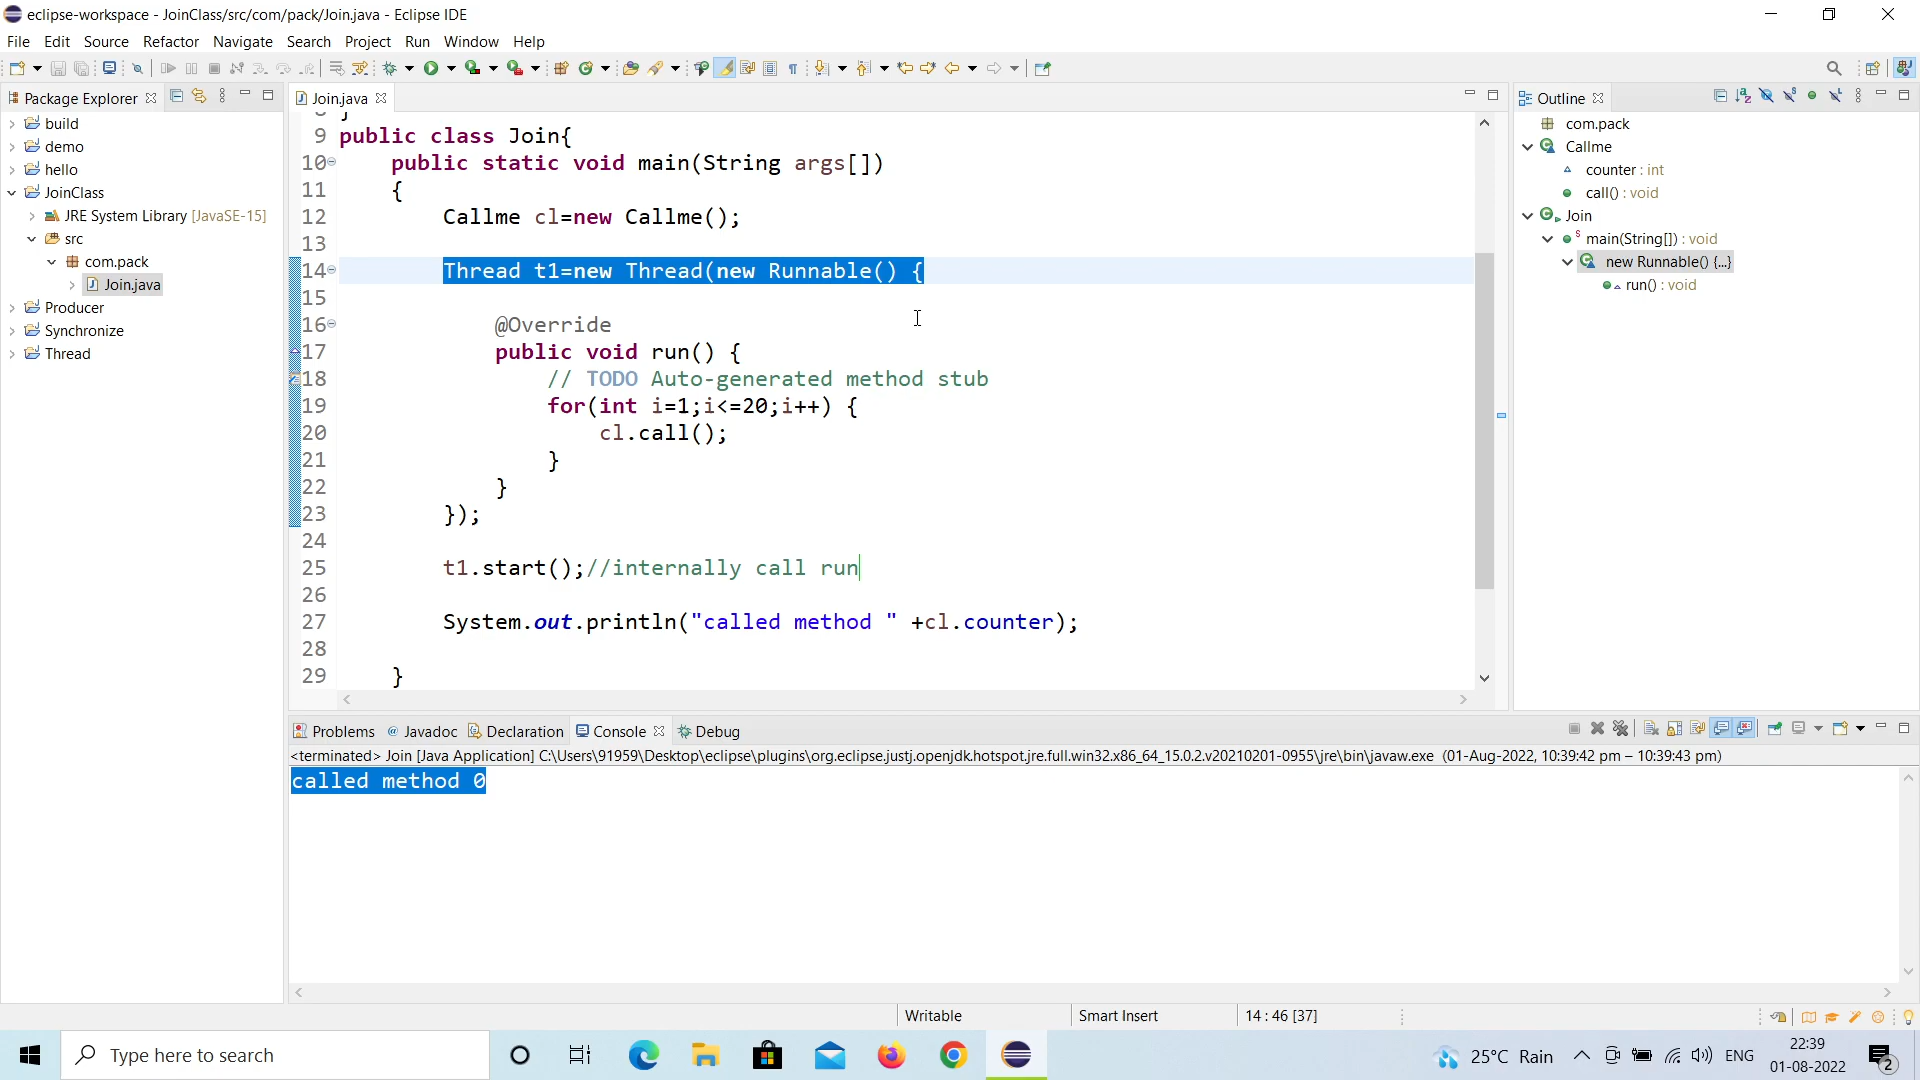 eclipse-workspace - JoinClass/src/com/pack/Join.java - Eclipse IDE
File Edit Source Refactor Navigate Search Project Run Window Help
Package Explorer
build
demo
hello
JoinClass
JRE System Library [JavaSE-15]
src
com.pack
Join.java
Producer
Synchronize
Thread
Join.java
9 public class Join{
10 public static void main(String args[])
11 {
12 Callme cl=new Callme();
13
14 Thread t1=new Thread(new Runnable() {
15
16 @Override
17 public void run() {
18 // TODO Auto-generated method stub
19 for(int i=1;i<=20;i++) {
20 cl.call();
21 }
22 }
23 });
24
25 t1.start();//internally call run
26
27 System.out.println("called method " +cl.counter);
28
29 }
Outline
com.pack
Callme
counter : int
call() : void
Join
main(String[]) : void
new Runnable() {...}
run() : void
Problems Javadoc Declaration Console Debug
<terminated> Join [Java Application] C:\Users\91959\Desktop\eclipse\plugins\org.eclipse.justj.openjdk.hotspot.jre.full.win32.x86_64_15.0.2.v20210201-0955\jre\bin\javaw.exe (01-Aug-2022, 10:39:42 pm – 10:39:43 pm)
called method 0
Writable Smart Insert 14 : 46 [37]
Type here to search
25°C Rain ENG
22:39
01-08-2022
2